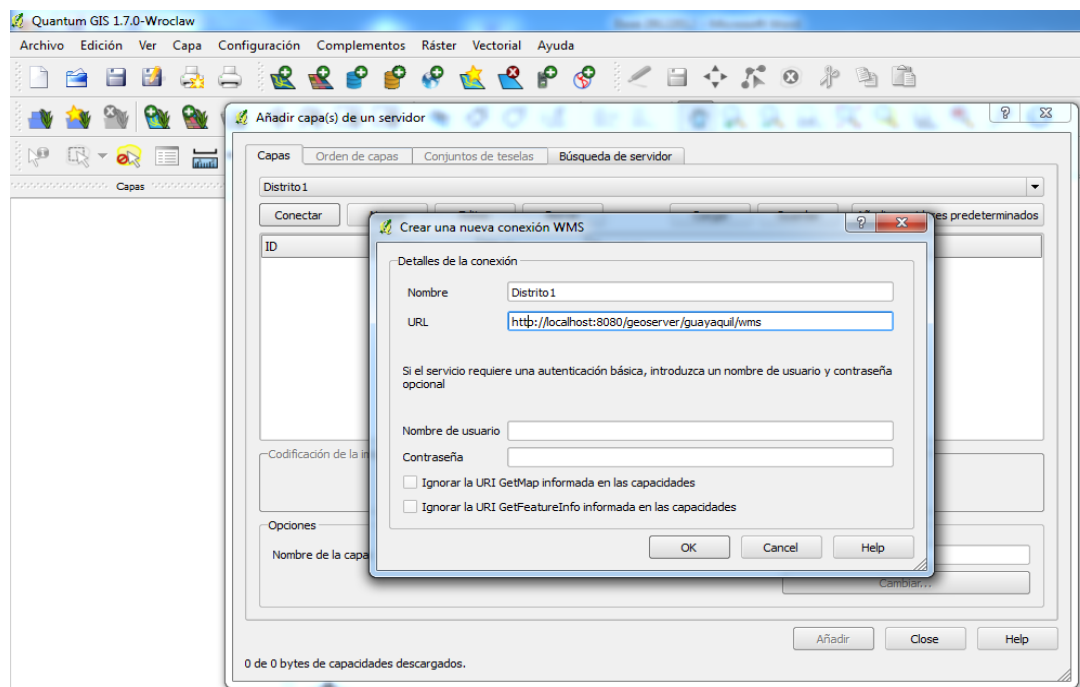 Quantum GIS 1.7.0-Wroclaw
Archivo Edición Ver Capa Configuración Complementos Ráster Vectorial Ayuda
Añadir capa(s) de un servidor
Capas Orden de capas Conjuntos de teselas Búsqueda de servidor
Capas
Distrito1
Conectar predeterminados
ID
Crear una nueva conexión WMS
Detalles de la conexión
Nombre Distrito1
URL http://localhost:8080/geoserver/guayaquil/wms
Si el servicio requiere una autenticación básica, introduzca un nombre de usuario y contraseña
opcional
Nombre de usuario
Contraseña
Ignorar la URI GetMap informada en las capacidades
Ignorar la URI GetFeatureInfo informada en las capacidades
OK Cancel Help
Codificación de la
Opciones
Nombre de la capa
Cambiar...
Añadir Close Help
0 de 0 bytes de capacidades descargados.